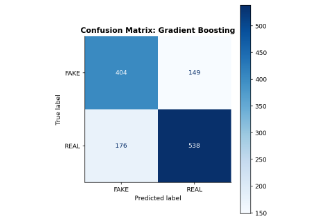 Confusion Matrix: Gradient Boosting
FAKE 404 149
REAL 176 538
FAKE REAL
True label
Predicted label
500
450
400
350
300
250
200
150